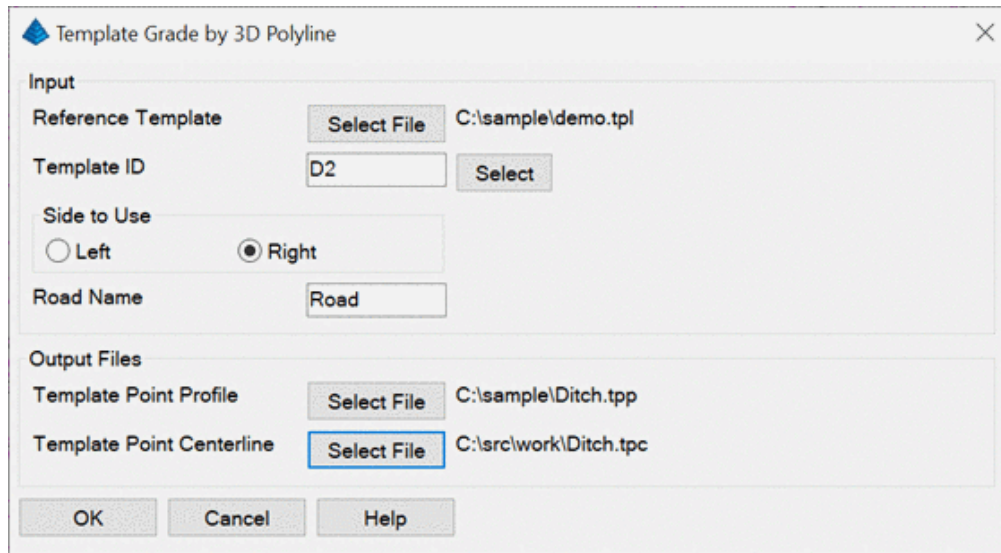 Template Grade by 3D Polyline
Input
Reference Template Select File C:\sample\demo.tpl
Template ID D2 Select
Side to Use
Left Right
Road Name Road
Output Files
Template Point Profile Select File C:\sample\Ditch.tpp
Template Point Centerline Select File C:\src\work\Ditch.tpc
OK Cancel Help